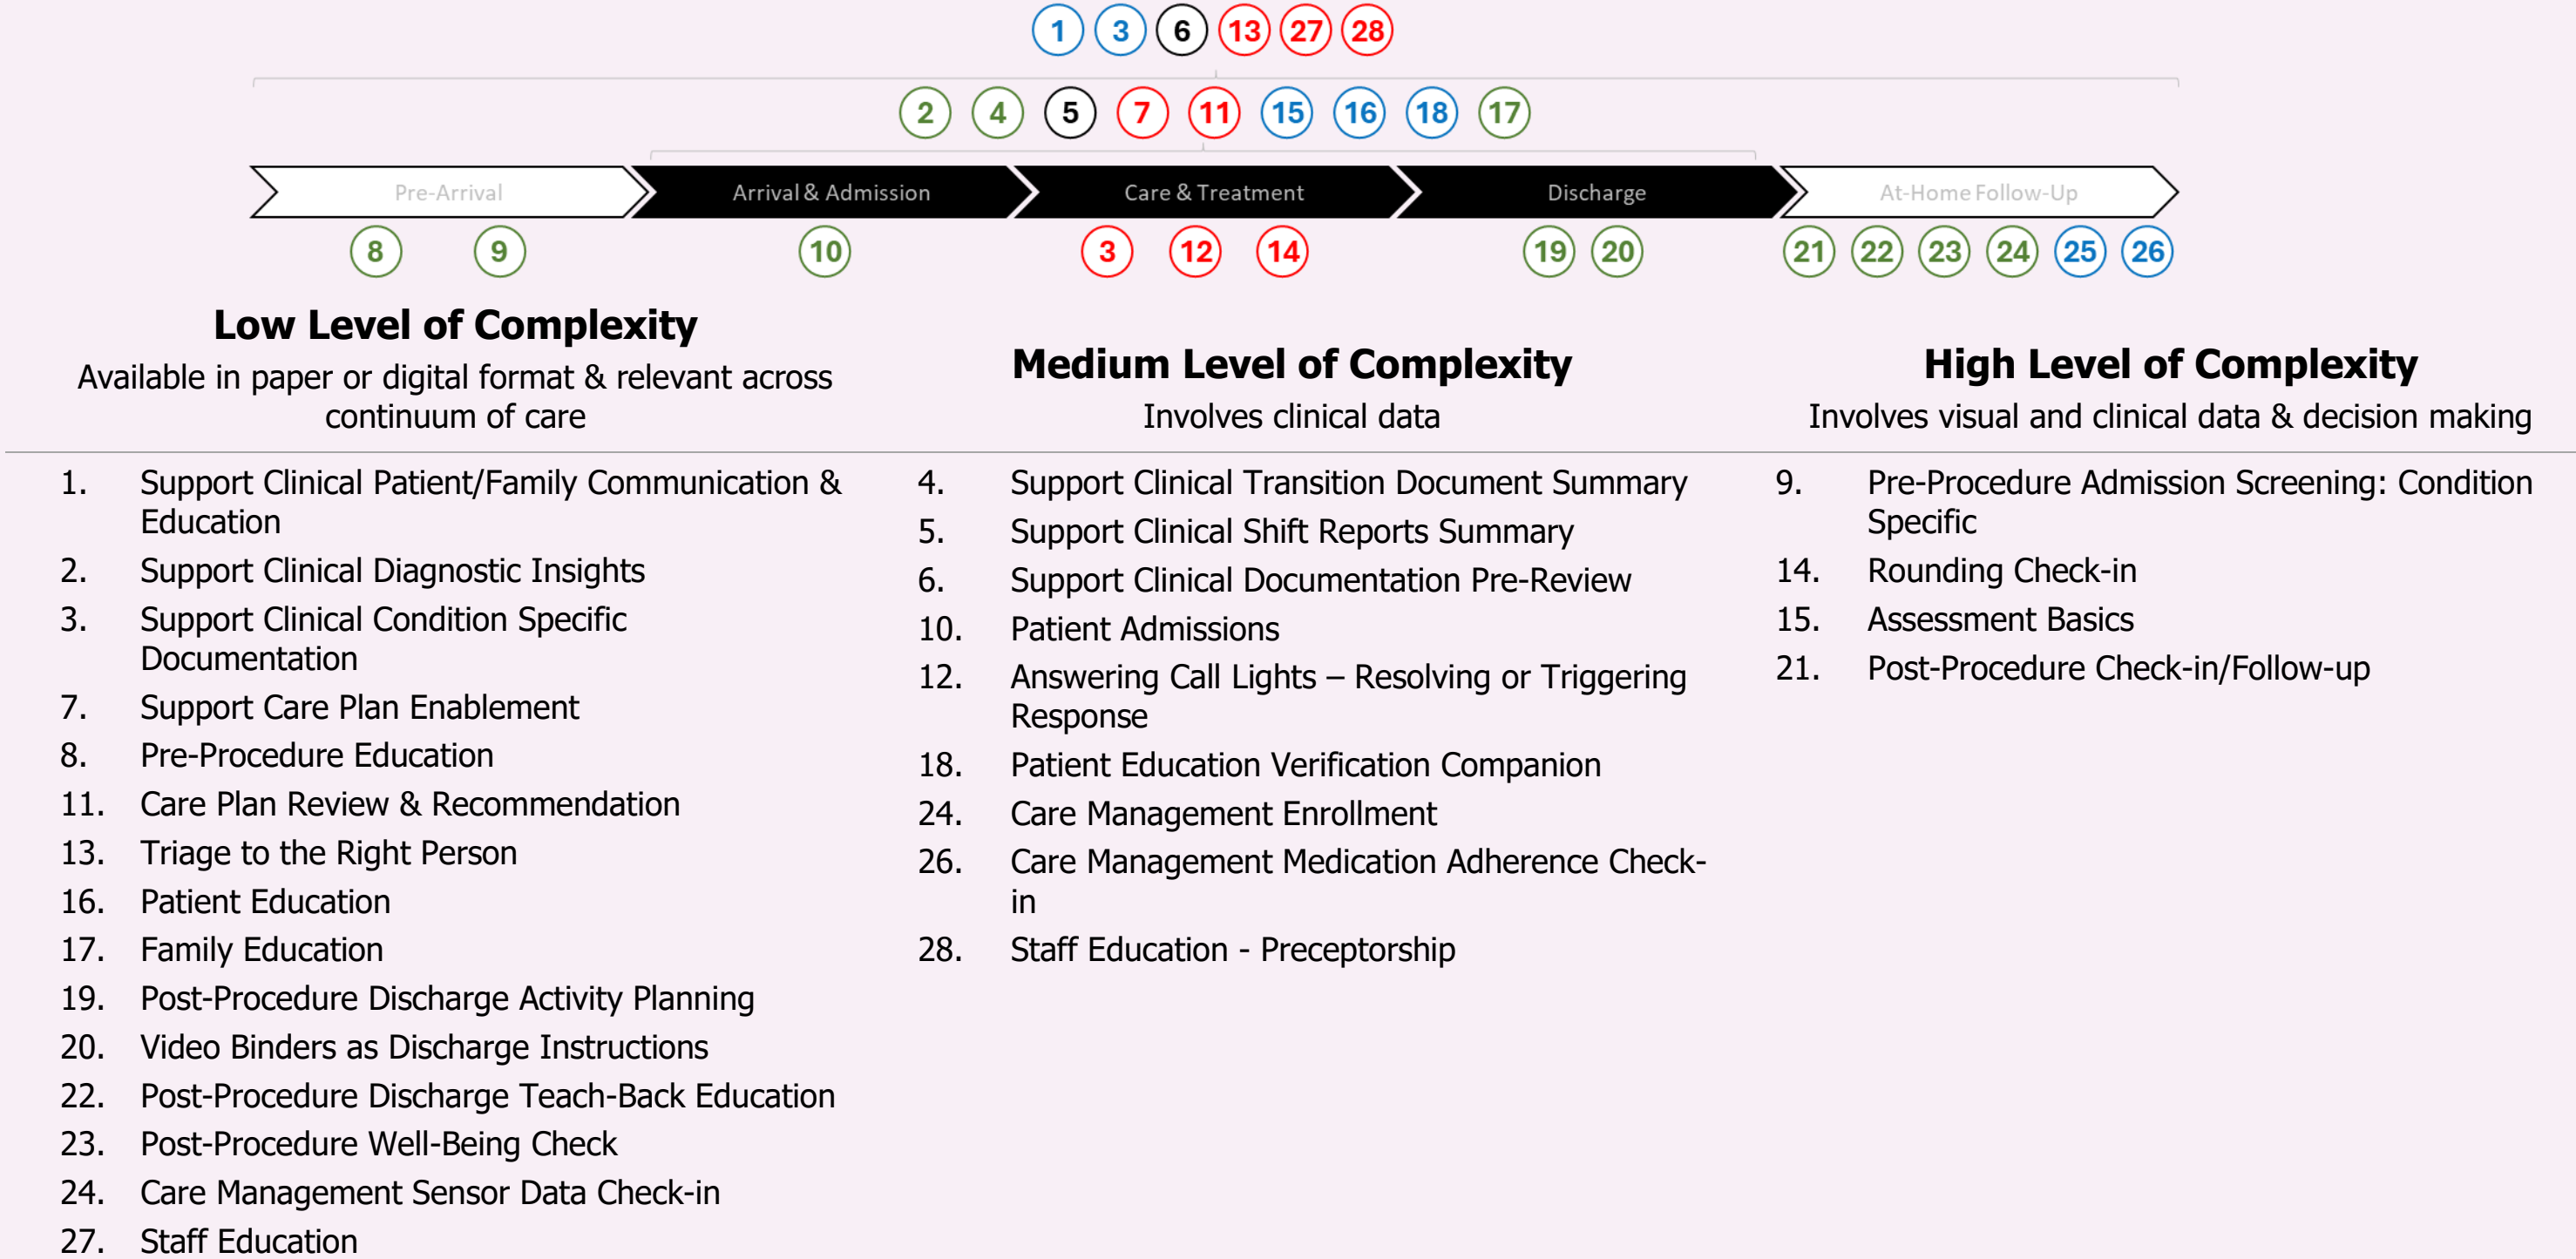 1 3 6 13 27 28
2 4 5 7 11 15 16 18 17
Pre-Arrival Arrival & Admission Care & Treatment Discharge At-Home Follow-Up
8 9 10 3 12 14 19 20 21 22 23 24 25 26
Low Level of Complexity
Available in paper or digital format & relevant across
continuum of care
1. Support Clinical Patient/Family Communication &
Education
2. Support Clinical Diagnostic Insights
3. Support Clinical Condition Specific
Documentation
7. Support Care Plan Enablement
8. Pre-Procedure Education
11. Care Plan Review & Recommendation
13. Triage to the Right Person
16. Patient Education
17. Family Education
19. Post-Procedure Discharge Activity Planning
20. Video Binders as Discharge Instructions
22. Post-Procedure Discharge Teach-Back Education
23. Post-Procedure Well-Being Check
24. Care Management Sensor Data Check-in
27. Staff Education
Medium Level of Complexity
Involves clinical data
4. Support Clinical Transition Document Summary
5. Support Clinical Shift Reports Summary
6. Support Clinical Documentation Pre-Review
10. Patient Admissions
12. Answering Call Lights – Resolving or Triggering
Response
18. Patient Education Verification Companion
24. Care Management Enrollment
26. Care Management Medication Adherence Check-
in
28. Staff Education - Preceptorship
High Level of Complexity
Involves visual and clinical data & decision making
9. Pre-Procedure Admission Screening: Condition
Specific
14. Rounding Check-in
15. Assessment Basics
21. Post-Procedure Check-in/Follow-up